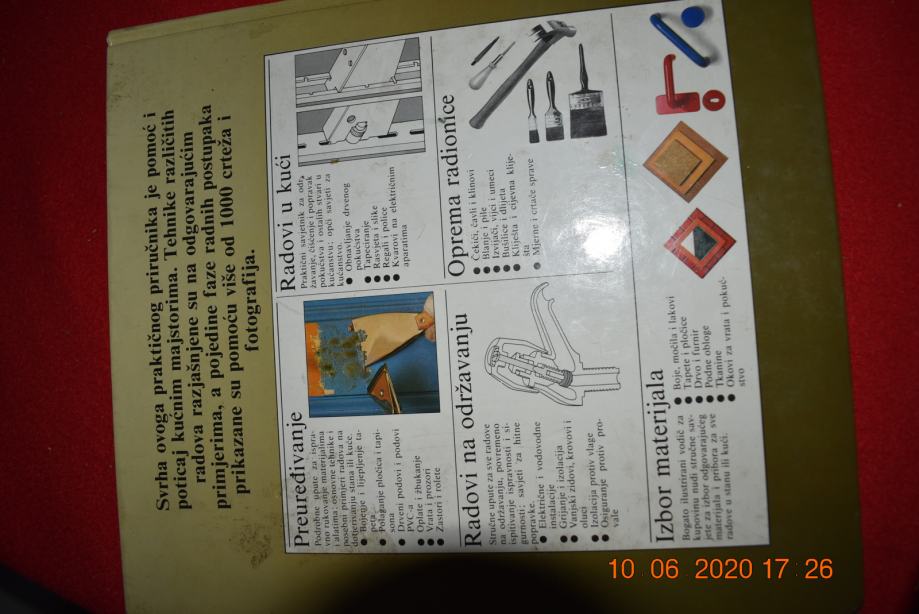 Svrha ovoga praktičnog priručnika je pomoć i
poticaj kućnim majstorima. Tehnike različitih
radova razjašnjene su na odgovarajućim
primjerima, a pojedine faze radnih postupaka
prikazane su pomoću više od 1000 crteža i
fotografija.
Preuređivanje
Podrobne upute za ispra-
vno rukovanje materijalima
i alatima: osnovne tehnike i
posebni primjeri radova na
dotjerivanju stana ili kuće.
● Bojenje i lijepljenje ta-
peta
● Polaganje pločica i tapi-
soma
● Drveni podovi i podovi
PVC-a
● Oplate i žbukanje
● Vrata i prozori
● Zastori i rolete
Radovi u kući
Praktični savjetnik za odr-
žavanje, čišćenje i popravak
pokućstva i ostalih stvari u
kućanstvu; opći savjeti za
kućanstvo.
● Obnavljanje drvenog
pokućstva
● Tapeciranje
● Rasvjeta i slike
● Regali i police
● Kvarovi na električnim
aparatima
Radovi na održavanju
Stručne upute za sve radove
na održavanju, povremeno
ispitivanje ispravnosti i si-
gurnosti; savjeti za hitne
popravke.
● Električne i vodovodne
instalacije
● Grijanje i izolacija
● Vanjski zidovi, krovovi i
oluci
● Izolacija protiv vlage
● Osiguranje protiv pro-
vale
Oprema radionice
● Čekići, čavli i klinovi
● Blanje i pile
● Izvijači, vijci i umeci
● Bušilice i dlijeta
● Kliješta i cijevna klije-
šta
● Mjerne i crtaće sprave
Izbor materijala
Bogato ilustrirani vodič za
kupovinu nudi stručne sav-
jete za izbor odgovarajućeg
materijala i pribora za sve
radove u stanu ili kući.
● Boje, močila i lakovi
● Tapete i pločice
● Drvo i furnir
● Podne obloge
● Tkanine
● Okovi za vrata i pokuć-
stvo
10 06 2020 17 26